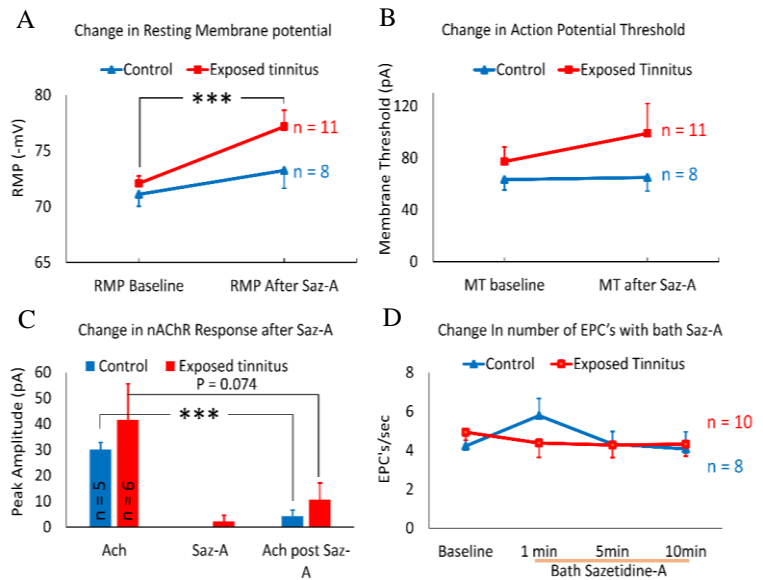 A
Change in Resting Membrane potential
Control Exposed tinnitus
RMP (-mV)
80
75
70
65
***
n = 11
n = 8
RMP Baseline RMP After Saz-A
B
Change in Action Potential Threshold
Control Exposed Tinnitus
Membrane Threshold (pA)
120
80
40
0
n = 11
n = 8
MT baseline MT after Saz-A
C
Change in nAChR Response after Saz-A
Control Exposed tinnitus
Peak Amplitude (pA)
60
50
40
30
20
10
0
P = 0.074
***
n = 5
n = 6
Ach Saz-A Ach post Saz-
A
D
Change In number of EPC's with bath Saz-A
Control Exposed Tinnitus
EPC's/sec
8
6
4
2
0
n = 10
n = 8
Baseline 1 min 5min 10min
Bath Sazetidine-A